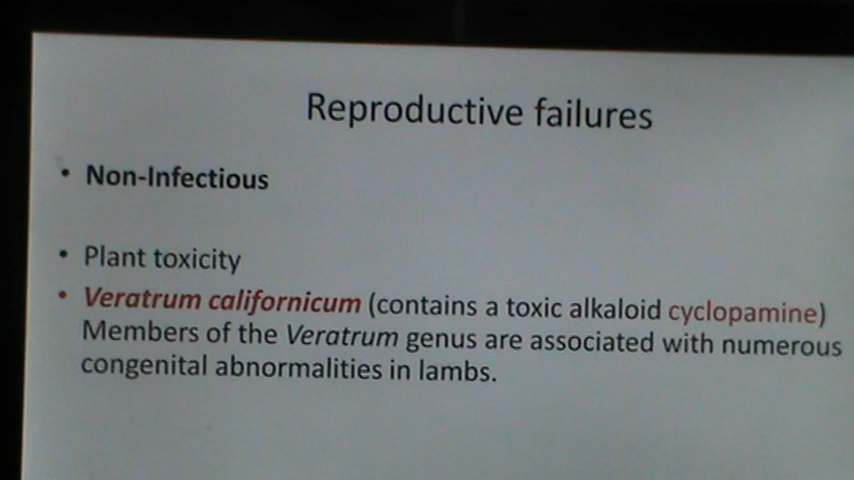 Reproductive failures
• Non-Infectious
• Plant toxicity
• Veratrum californicum (contains a toxic alkaloid cyclopamine)
Members of the Veratrum genus are associated with numerous
congenital abnormalities in lambs.